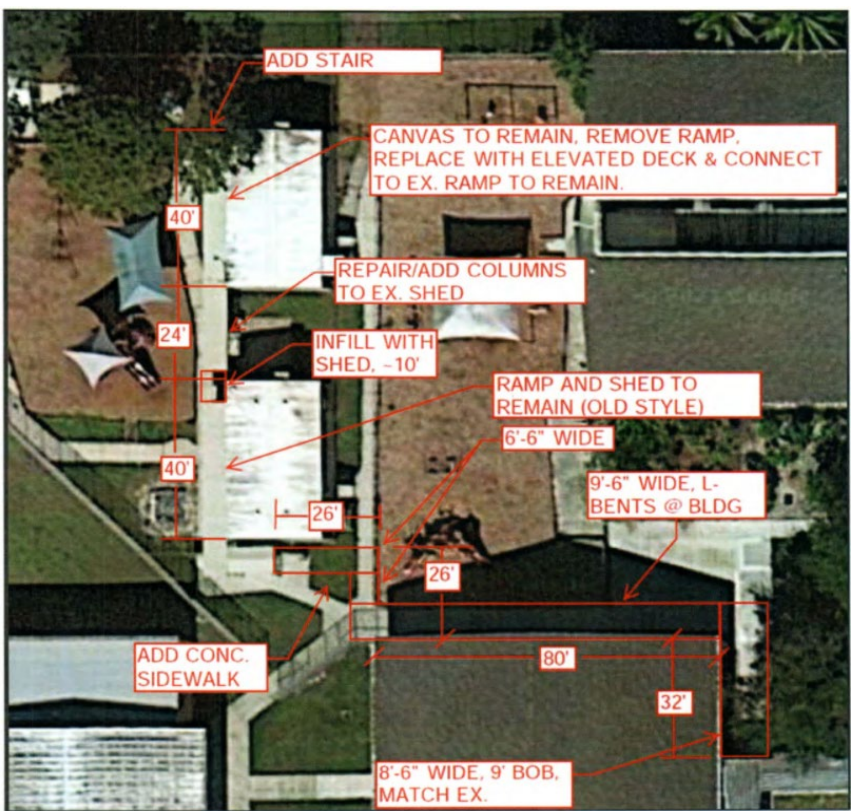 ADD STAIR
CANVAS TO REMAIN, REMOVE RAMP,
REPLACE WITH ELEVATED DECK & CONNECT
TO EX. RAMP TO REMAIN.
40'
REPAIR/ADD COLUMNS
TO EX. SHED
24'
INFILL WITH
SHED, ~10'
RAMP AND SHED TO
REMAIN (OLD STYLE)
6'-6" WIDE
40'
9'-6" WIDE, L-
BENTS @ BLDG
26'
26'
ADD CONC.
SIDEWALK
80'
32'
8'-6" WIDE, 9' BOB,
MATCH EX.